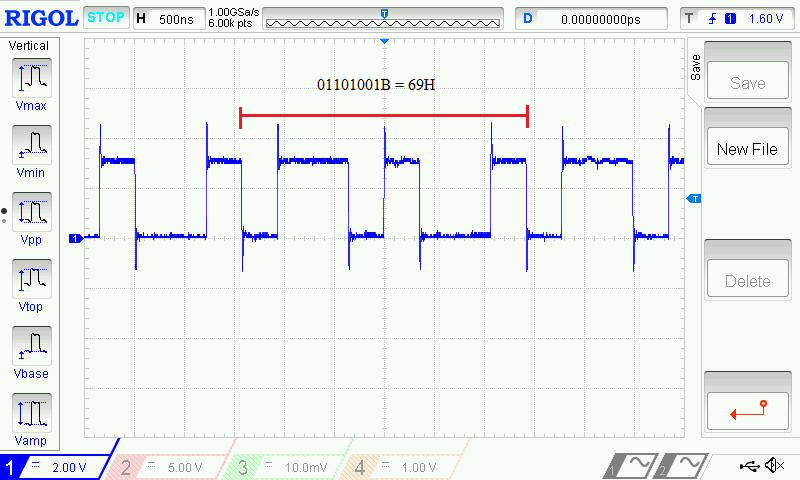 RIGOL STOP H 500ns 1.00GSa/s 6.00k pts T D 0.00000000ps T 1 1.60 V
Vertical
Vmax
Vmin
Vpp
Vtop
Vbase
Vamp
01101001B = 69H
1
T
Save
Save
New File
Delete
1 2.00 V 2 5.00 V 3 10.0mV 4 1.00 V 1 2